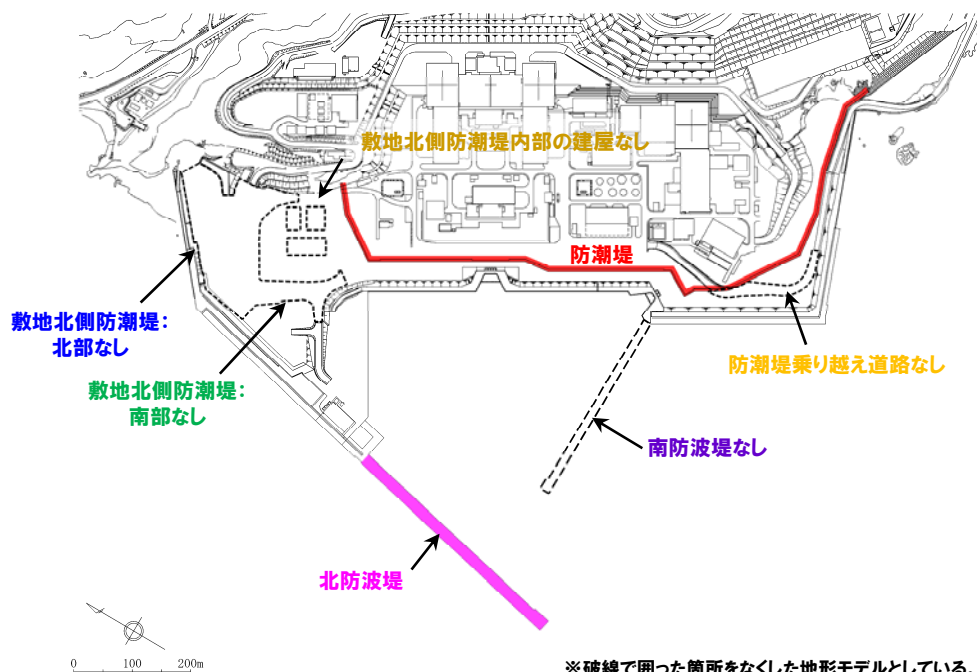 敷地北側防潮堤内部の建屋なし
防潮堤
敷地北側防潮堤:
北部なし
敷地北側防潮堤:
南部なし
防潮堤乗り越え道路なし
南防波堤なし
北防波堤
0 100 200m
※破線で囲った箇所をなくした地形モデルとしている。